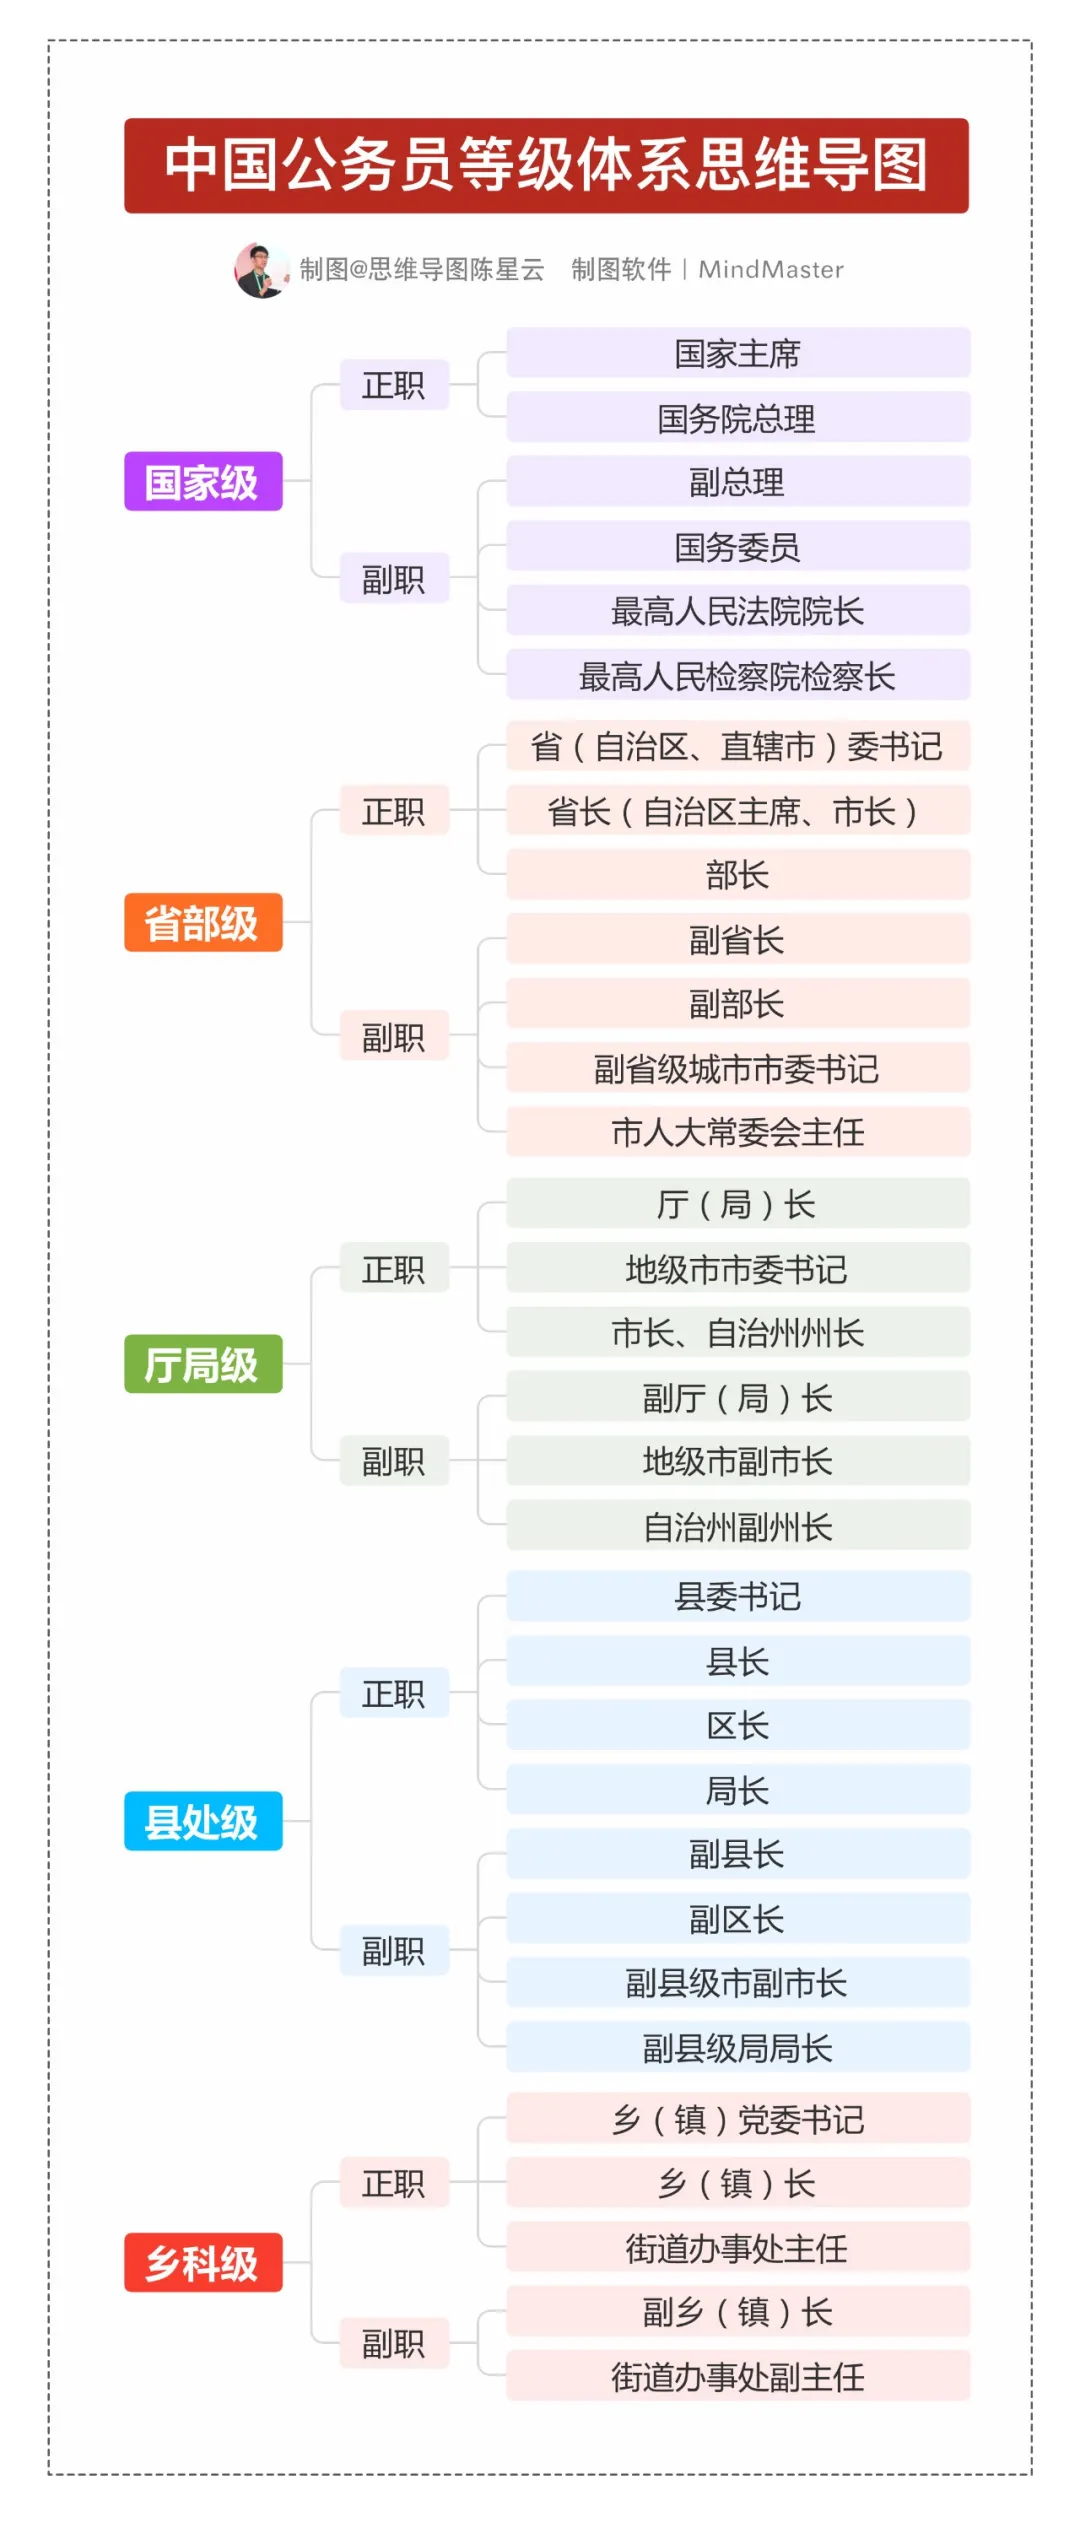 中国公务员等级体系思维导图
制图@思维导图陈星云 制图软件｜MindMaster
国家级
正职
国家主席
国务院总理
副职
副总理
国务委员
最高人民法院院长
最高人民检察院检察长
省部级
正职
省（自治区、直辖市）委书记
省长（自治区主席、市长）
部长
副职
副省长
副部长
副省级城市市委书记
市人大常委会主任
厅局级
正职
厅（局）长
地级市市委书记
市长、自治州州长
副职
副厅（局）长
地级市副市长
自治州副州长
县处级
正职
县委书记
县长
区长
局长
副职
副县长
副区长
副县级市副市长
副县级局局长
乡科级
正职
乡（镇）党委书记
乡（镇）长
街道办事处主任
副职
副乡（镇）长
街道办事处副主任